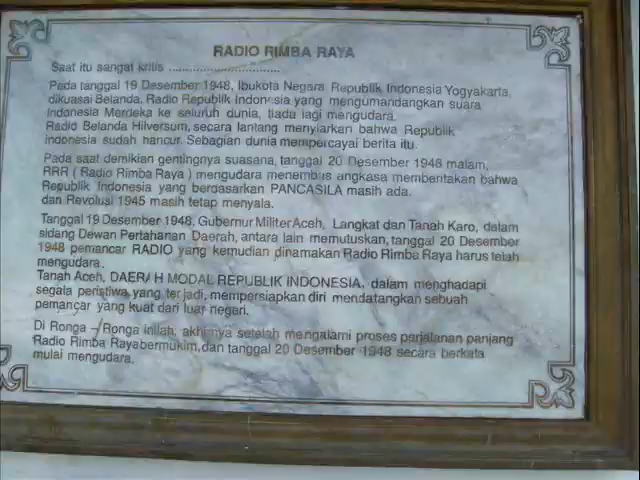 RADIO RIMBA RAYA
Saat itu sangat kritis ................................
Pada tanggal 19 Desember 1948, Ibukota Negara Republik Indonesia Yogyakarta,
dikuasai Belanda, Radio Republik Indonesia yang mengumandangkan suara
Indonesia Merdeka ke seluruh dunia, tiada lagi mengudara.
Radio Belanda Hilversum, secara lantang menyiarkan bahwa Republik
indonesia sudah hancur. Sebagian dunia mempercayai berita itu.
Pada saat demikian gentingnya suasana, tanggal 20 Desember 1948 malam,
RRR ( Radio Rimba Raya ) mengudara menembus angkasa memberitakan bahwa
Republik Indonesia yang berdasarkan PANCASILA masih ada.
dan Revolusi 1945 masih tetap menyala.
Tanggal 19 Desember 1948, Gubernur Militer Aceh, Langkat dan Tanah Karo, dalam
sidang Dewan Pertahanan Daerah, antara lain memutuskan, tanggal 20 Desember
1948 pemancar RADIO yang kemudian dinamakan Radio Rimba Raya harus telah
mengudara.
Tanah Aceh, DAERAH MODAL REPUBLIK INDONESIA, dalam menghadapi
segala peristiwa yang terjadi, mempersiapkan diri mendatangkan sebuah
pemancar yang kuat dari luar negeri.
Di Ronga - Ronga inilah, akhirnya setelah mengalami proses perjalanan panjang
Radio Rimba Raya bermukim, dan tanggal 20 Desember 1948 secara berkata
mulai mengudara.